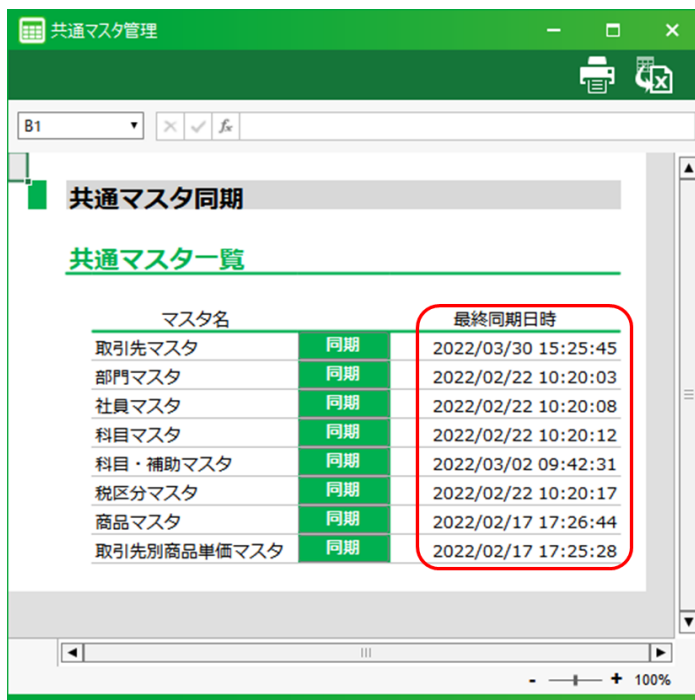 共通マスタ管理
B1
fx
共通マスタ同期
共通マスタ一覧
マスタ名 最終同期日時
取引先マスタ 同期 2022/03/30 15:25:45
部門マスタ 同期 2022/02/22 10:20:03
社員マスタ 同期 2022/02/22 10:20:08
科目マスタ 同期 2022/02/22 10:20:12
科目・補助マスタ 同期 2022/03/02 09:42:31
税区分マスタ 同期 2022/02/22 10:20:17
商品マスタ 同期 2022/02/17 17:26:44
取引先別商品単価マスタ 同期 2022/02/17 17:25:28
- + 100%